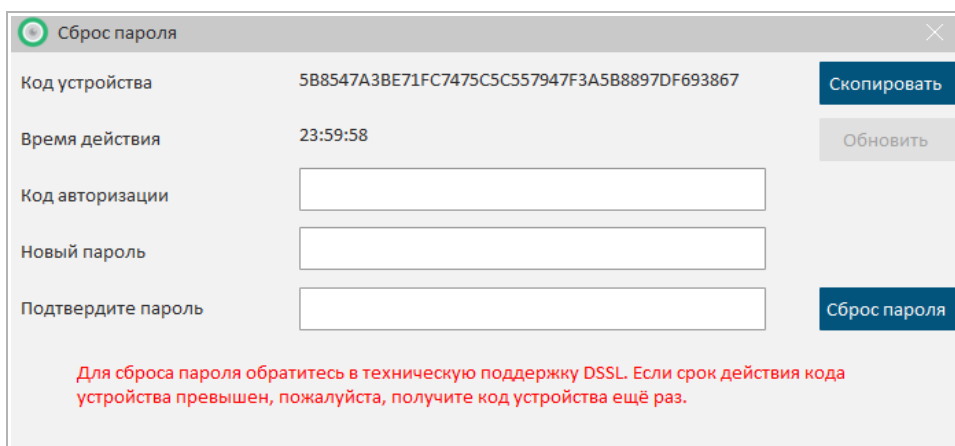 Сброс пароля
Код устройства 5B8547A3BE71FC7475C5C557947F3A5B8897DF693867 Скопировать
Время действия 23:59:58 Обновить
Код авторизации
Новый пароль
Подтвердите пароль Сброс пароля
Для сброса пароля обратитесь в техническую поддержку DSSL. Если срок действия кода
устройства превышен, пожалуйста, получите код устройства ещё раз.